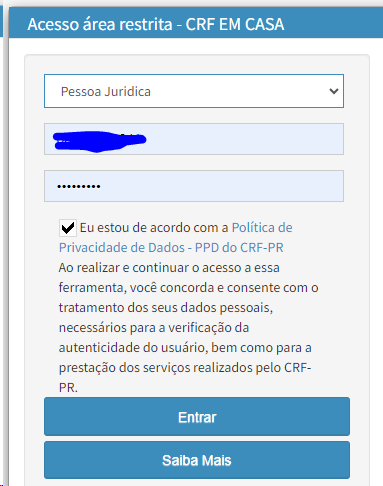 Acesso área restrita - CRF EM CASA
Pessoa Juridica
•••••••••
Eu estou de acordo com a Política de
Privacidade de Dados - PPD do CRF-PR
Ao realizar e continuar o acesso a essa
ferramenta, você concorda e consente com o
tratamento dos seus dados pessoais,
necessários para a verificação da
autenticidade do usuário, bem como para a
prestação dos serviços realizados pelo CRF-
PR.
Entrar
Saiba Mais